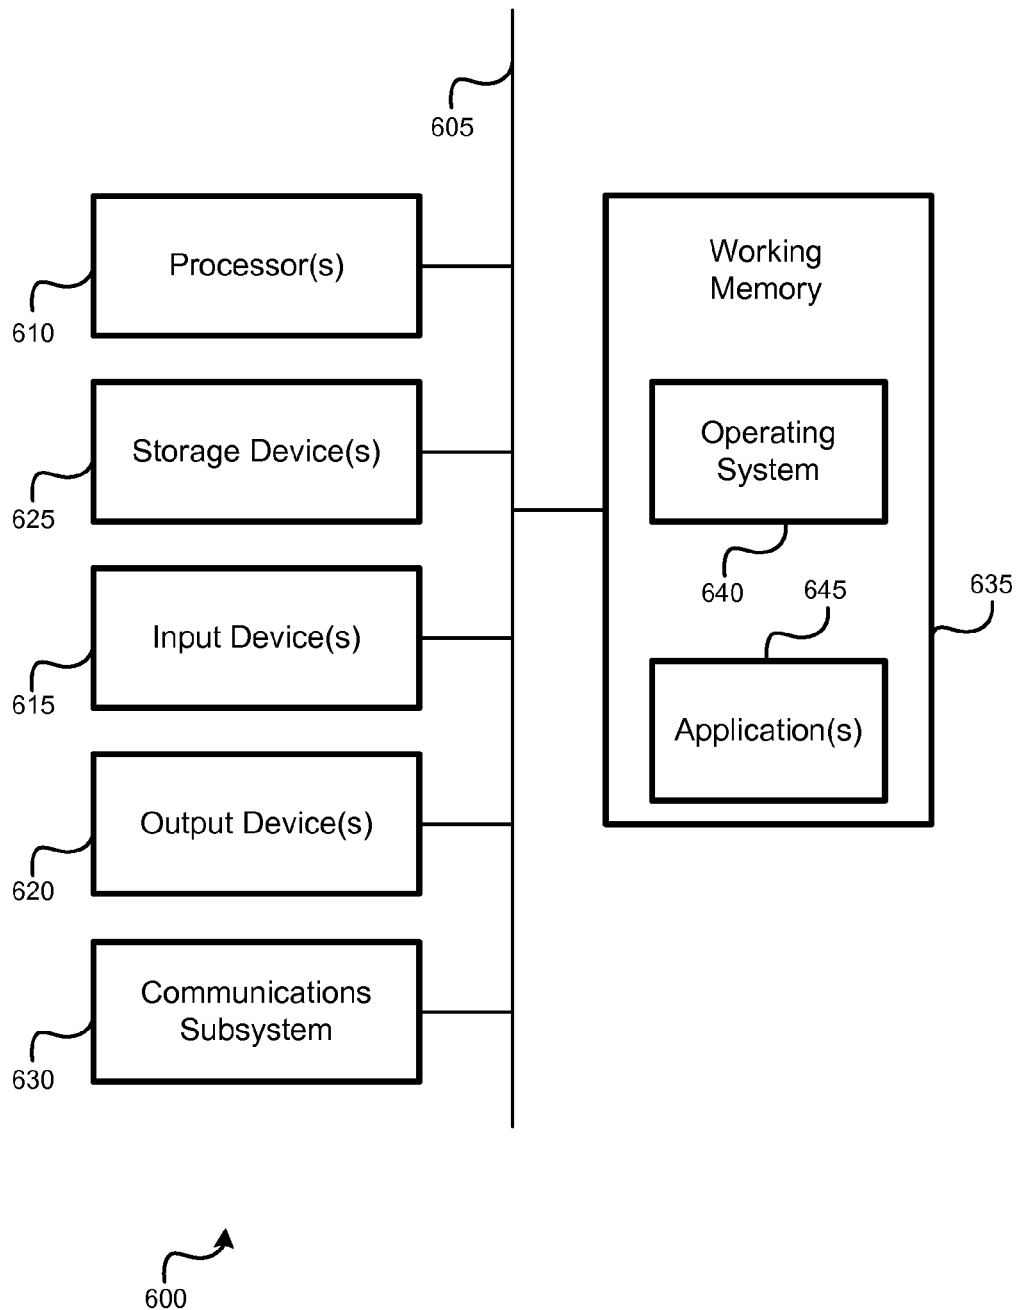 605
Processor(s)
610
Storage Device(s)
625
Input Device(s)
615
Output Device(s)
620
Communications
Subsystem
630
Working
Memory
Operating
System
640
645
635
Application(s)
600